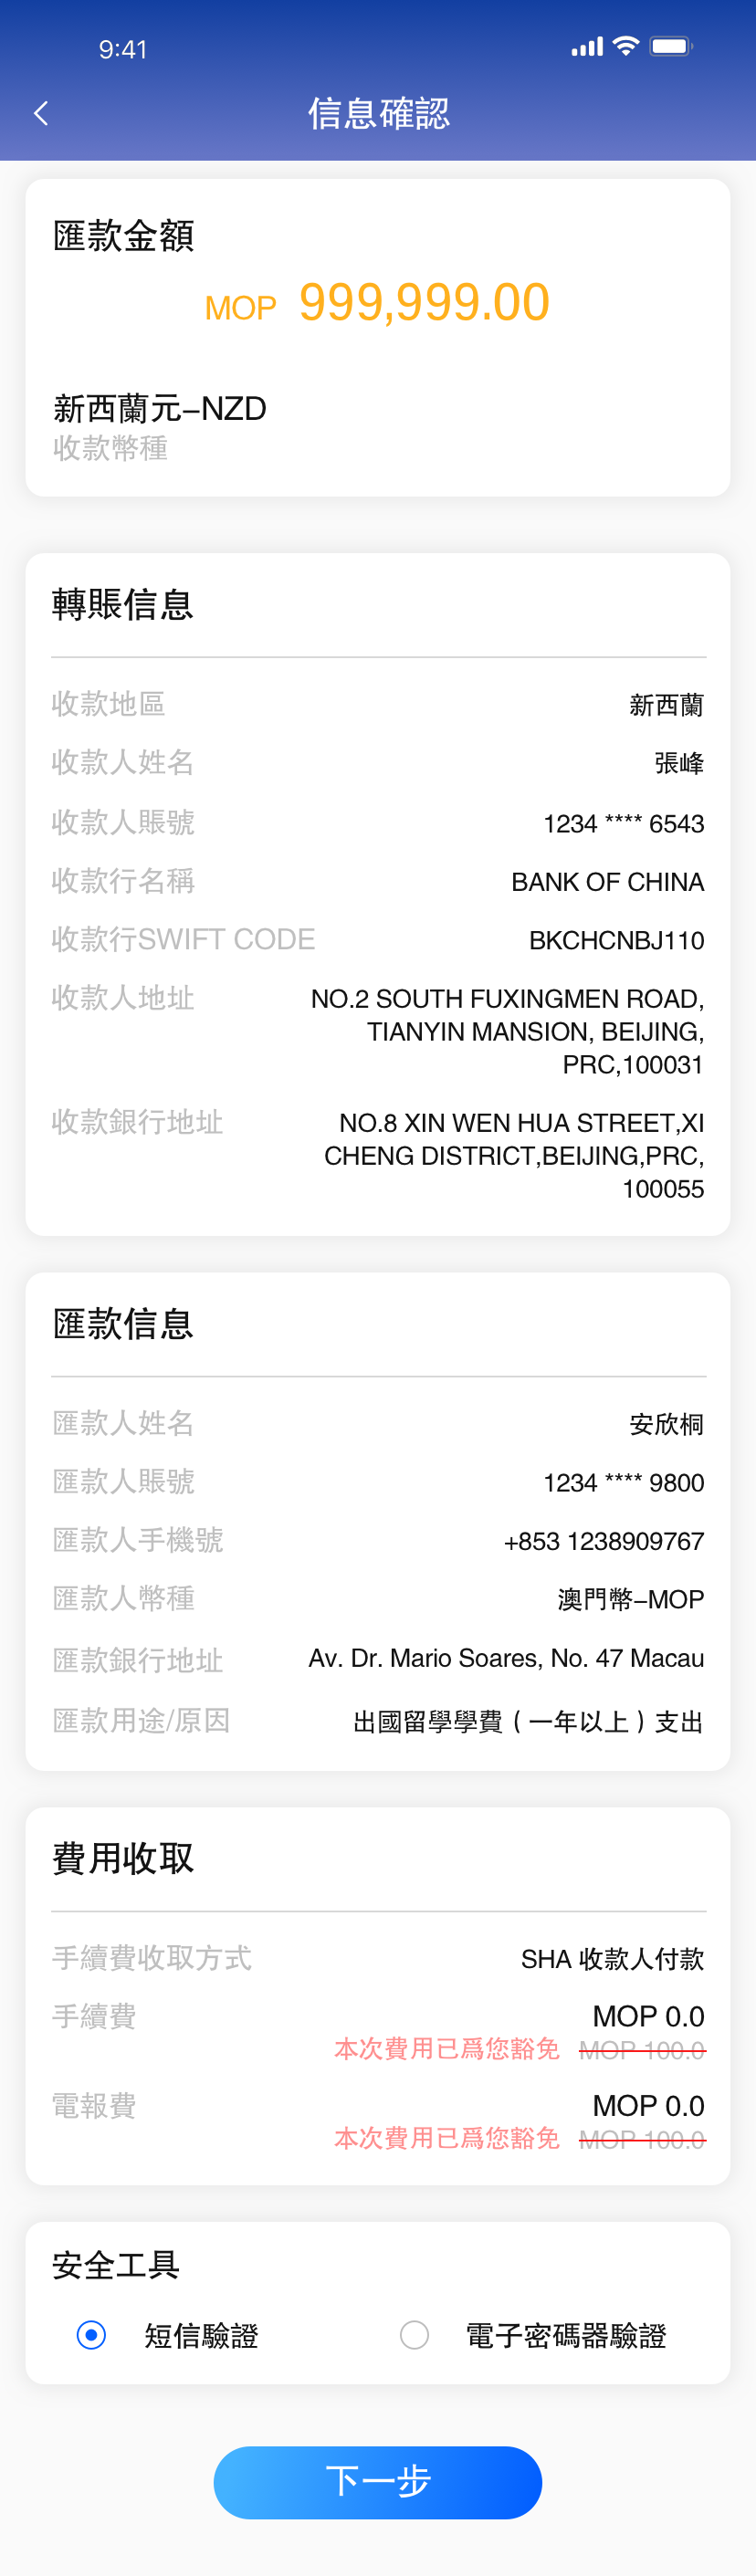 9:41
信息確認
匯款金額
MOP 999,999.00
新西蘭元–NZD
收款幣種
轉賬信息
收款地區 新西蘭
收款人姓名 張峰
收款人賬號 1234 **** 6543
收款行名稱 BANK OF CHINA
收款行SWIFT CODE BKCHCNBJ110
收款人地址 NO.2 SOUTH FUXINGMEN ROAD,
TIANYIN MANSION, BEIJING,
PRC,100031
收款銀行地址 NO.8 XIN WEN HUA STREET,XI
CHENG DISTRICT,BEIJING,PRC,
100055
匯款信息
匯款人姓名 安欣桐
匯款人賬號 1234 **** 9800
匯款人手機號 +853 1238909767
匯款人幣種 澳門幣–MOP
匯款銀行地址 Av. Dr. Mario Soares, No. 47 Macau
匯款用途/原因 出國留學學費（一年以上）支出
費用收取
手續費收取方式 SHA 收款人付款
手續費 MOP 0.0
本次費用已爲您豁免 MOP 100.0
電報費 MOP 0.0
本次費用已爲您豁免 MOP 100.0
安全工具
短信驗證 電子密碼器驗證
下一步